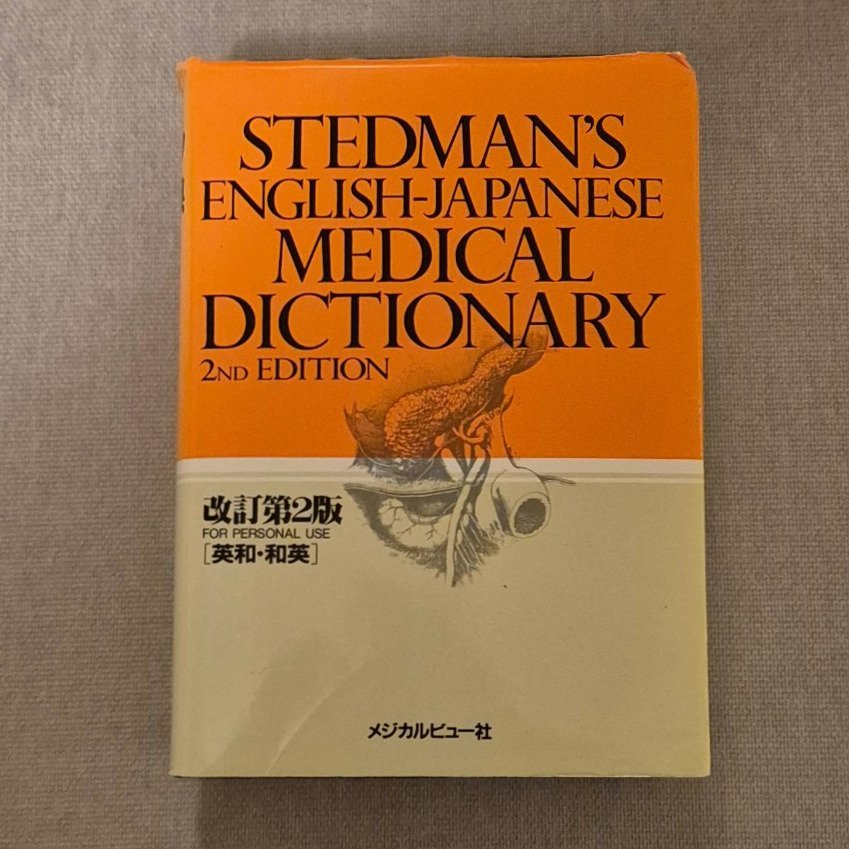 STEDMAN'S
ENGLISH-JAPANESE
MEDICAL
DICTIONARY
2ND EDITION
改訂第2版
FOR PERSONAL USE
[英和・和英]
メジカルビュー社